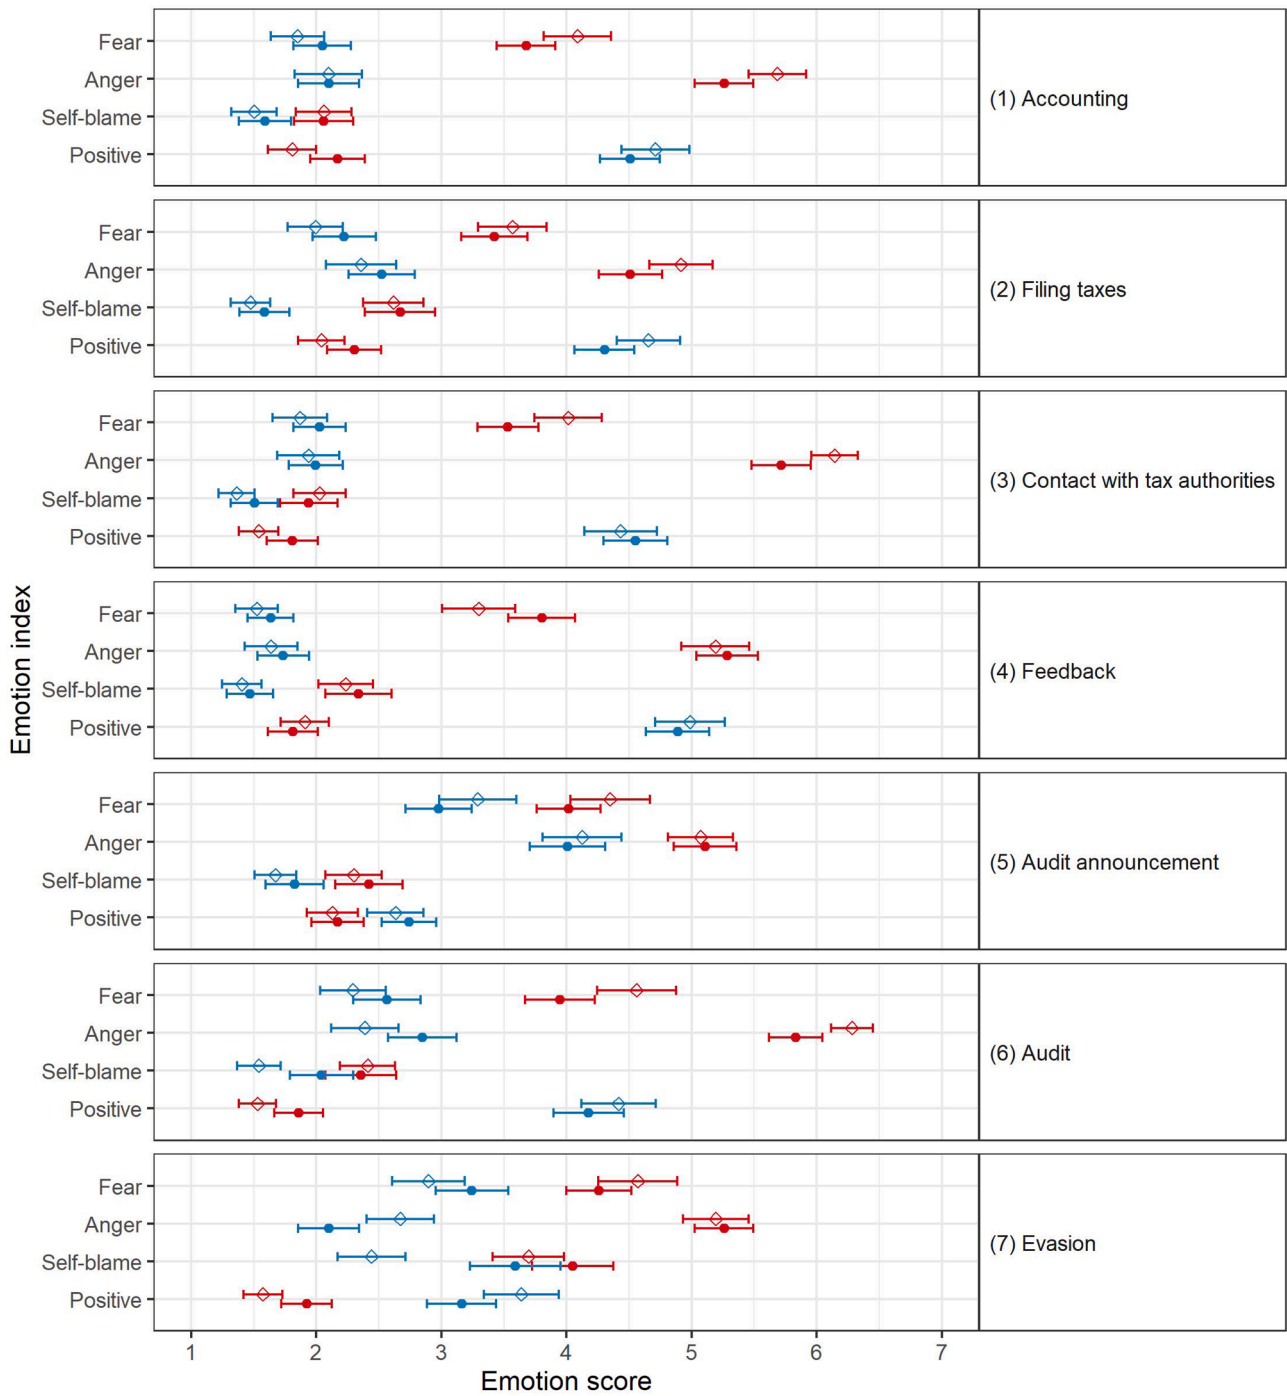 Fear
Anger
Self-blame
Positive
(1) Accounting
Fear
Anger
Self-blame
Positive
(2) Filing taxes
Fear
Anger
Self-blame
Positive
(3) Contact with tax authorities
Fear
Anger
Self-blame
Positive
(4) Feedback
Fear
Anger
Self-blame
Positive
(5) Audit announcement
Fear
Anger
Self-blame
Positive
(6) Audit
Fear
Anger
Self-blame
Positive
(7) Evasion
Emotion index
1 2 3 4 5 6 7
Emotion score